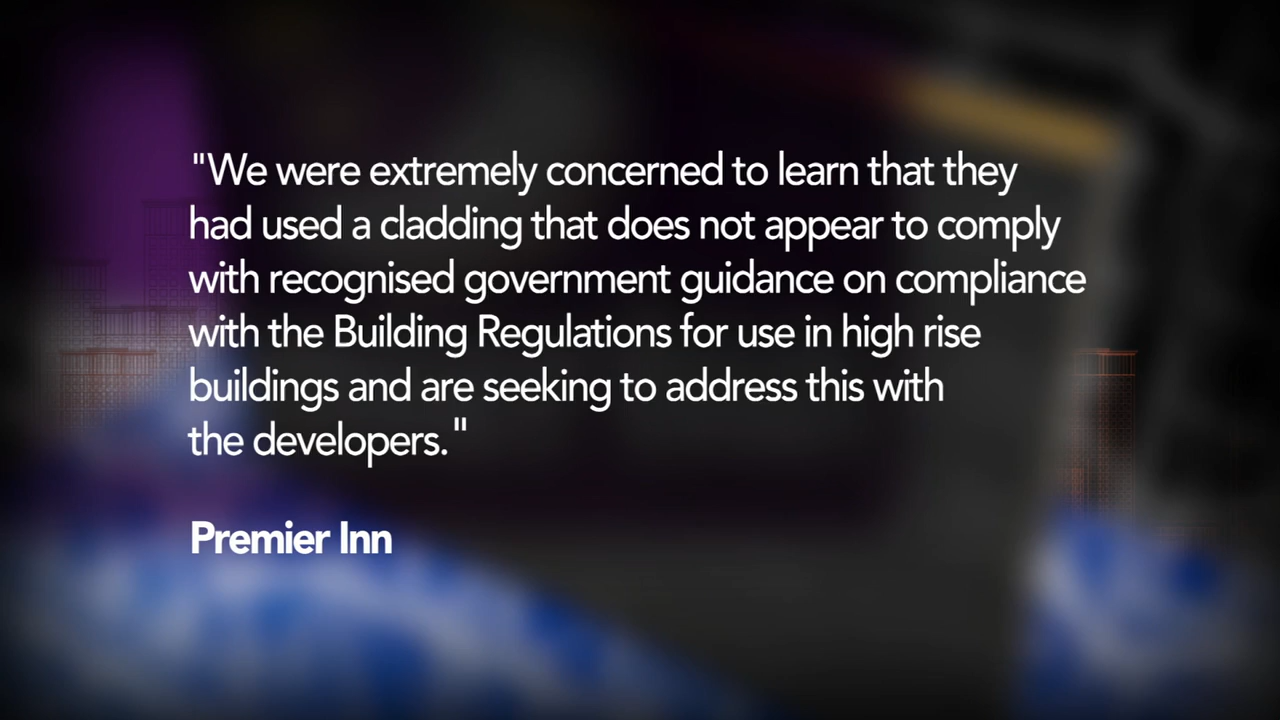 "We were extremely concerned to learn that they
had used a cladding that does not appear to comply
with recognised government guidance on compliance
with the Building Regulations for use in high rise
buildings and are seeking to address this with
the developers."
Premier Inn